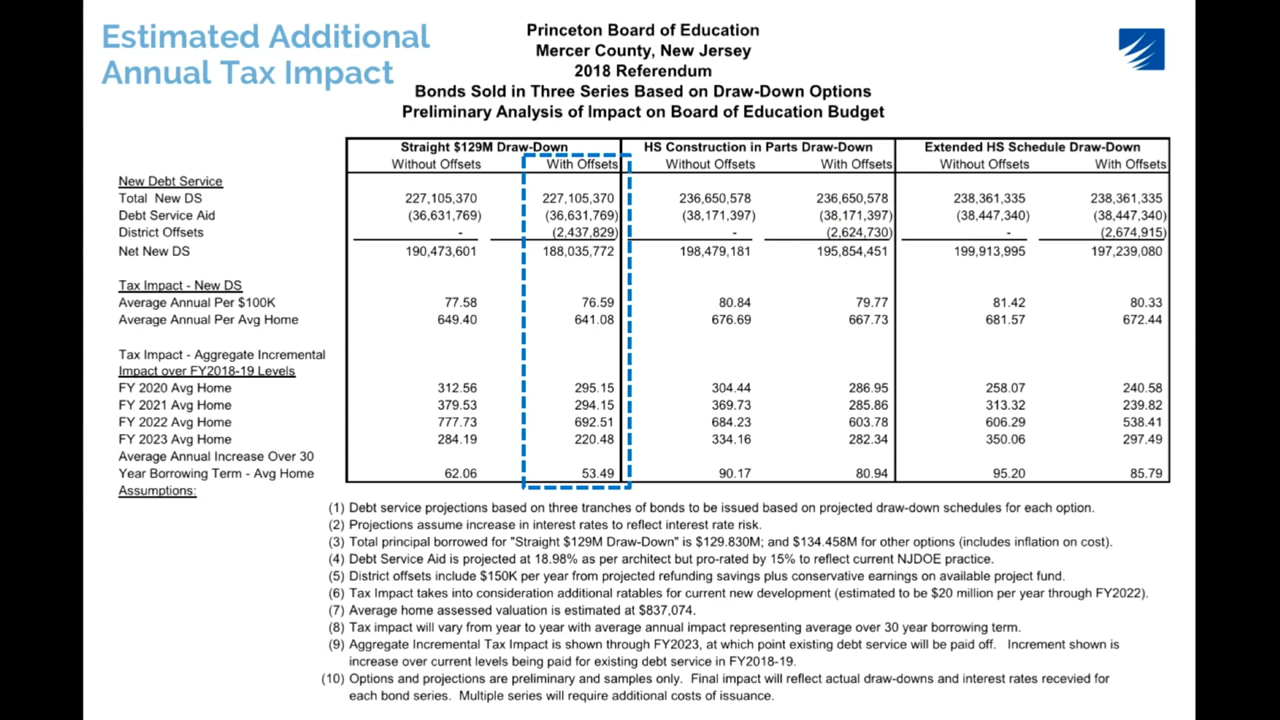 Estimated Additional
Annual Tax Impact
Princeton Board of Education
Mercer County, New Jersey
2018 Referendum
Bonds Sold in Three Series Based on Draw-Down Options
Preliminary Analysis of Impact on Board of Education Budget
Straight $129M Draw-Down HS Construction in Parts Draw-Down Extended HS Schedule Draw-Down
Without Offsets With Offsets Without Offsets With Offsets Without Offsets With Offsets
New Debt Service
Total New DS 227,105,370 227,105,370 236,650,578 236,650,578 238,361,335 238,361,335
Debt Service Aid (36,631,769) (36,631,769) (38,171,397) (38,171,397) (38,447,340) (38,447,340)
District Offsets - (2,437,829) - (2,624,730) - (2,674,915)
Net New DS 190,473,601 188,035,772 198,479,181 195,854,451 199,913,995 197,239,080
Tax Impact - New DS
Average Annual Per $100K 77.58 76.59 80.84 79.77 81.42 80.33
Average Annual Per Avg Home 649.40 641.08 676.69 667.73 681.57 672.44
Tax Impact - Aggregate Incremental
Impact over FY2018-19 Levels
FY 2020 Avg Home 312.56 295.15 304.44 286.95 258.07 240.58
FY 2021 Avg Home 379.53 294.15 369.73 285.86 313.32 239.82
FY 2022 Avg Home 777.73 692.51 684.23 603.78 606.29 538.41
FY 2023 Avg Home 284.19 220.48 334.16 282.34 350.06 297.49
Average Annual Increase Over 30
Year Borrowing Term - Avg Home 62.06 53.49 90.17 80.94 95.20 85.79
Assumptions:
(1) Debt service projections based on three tranches of bonds to be issued based on projected draw-down schedules for each option.
(2) Projections assume increase in interest rates to reflect interest rate risk.
(3) Total principal borrowed for "Straight $129M Draw-Down" is $129.830M; and $134.458M for other options (includes inflation on cost).
(4) Debt Service Aid is projected at 18.98% as per architect but pro-rated by 15% to reflect current NJDOE practice.
(5) District offsets include $150K per year from projected refunding savings plus conservative earnings on available project fund.
(6) Tax Impact takes into consideration additional ratables for current new development (estimated to be $20 million per year through FY2022).
(7) Average home assessed valuation is estimated at $837,074.
(8) Tax impact will vary from year to year with average annual impact representing average over 30 year borrowing term.
(9) Aggregate Incremental Tax Impact is shown through FY2023, at which point existing debt service will be paid off. Increment shown is
increase over current levels being paid for existing debt service in FY2018-19.
(10) Options and projections are preliminary and samples only. Final impact will reflect actual draw-downs and interest rates recevied for
each bond series. Multiple series will require additional costs of issuance.